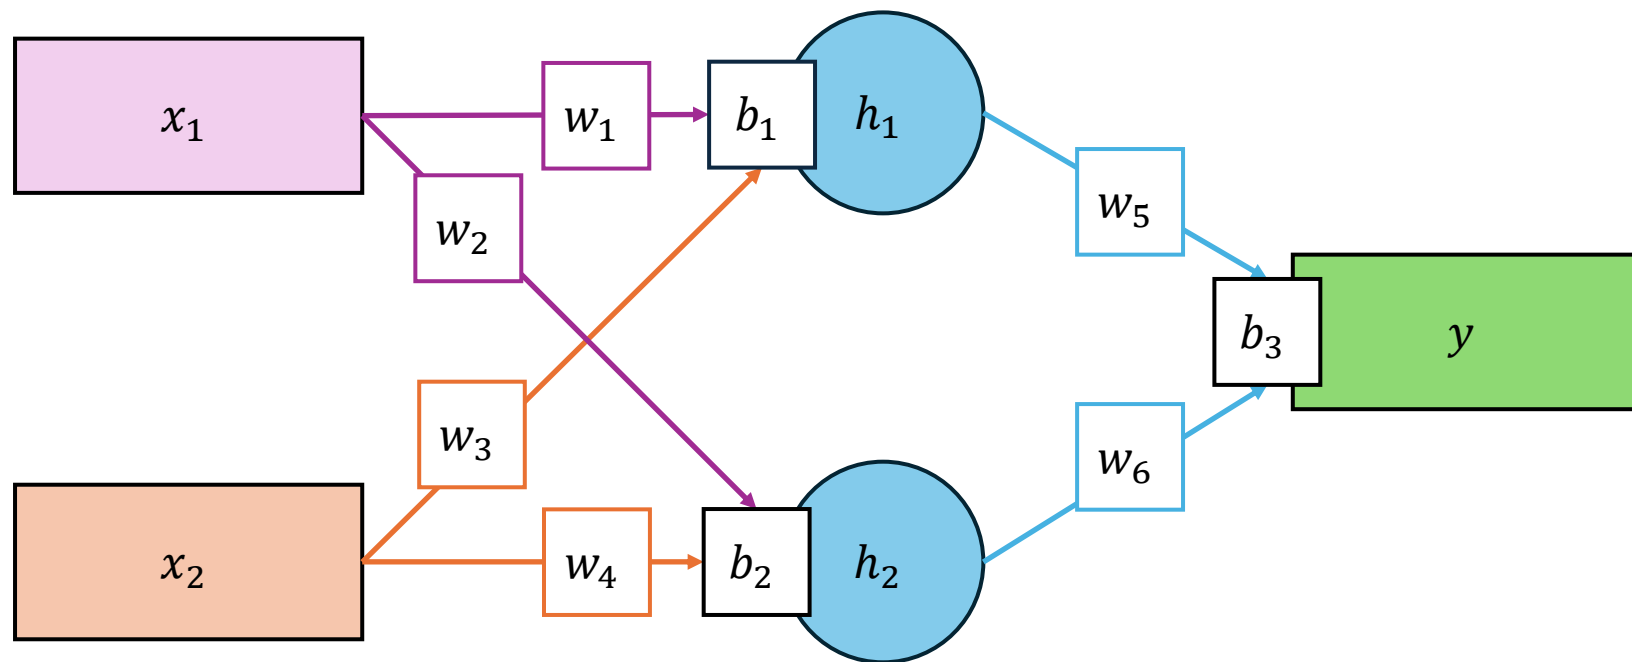 x₁
w₁
b₁
h₁
w₂
w₅
b₃
y
w₃
w₆
x₂
w₄
b₂
h₂